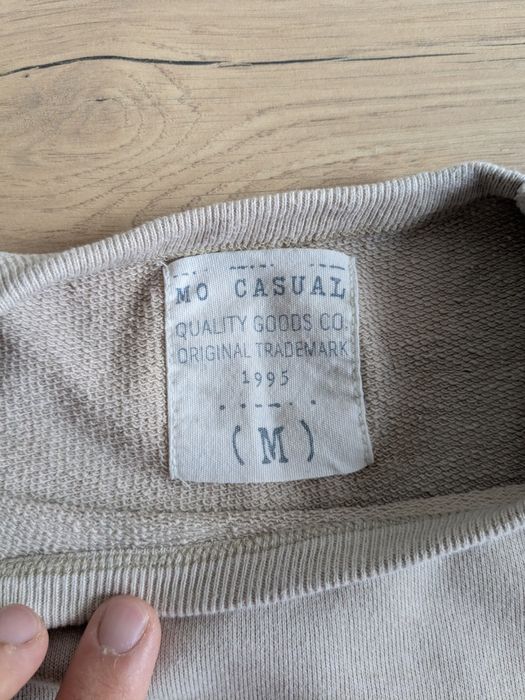 MO CASUAL
QUALITY GOODS CO.
ORIGINAL TRADEMARK
1995
(M)